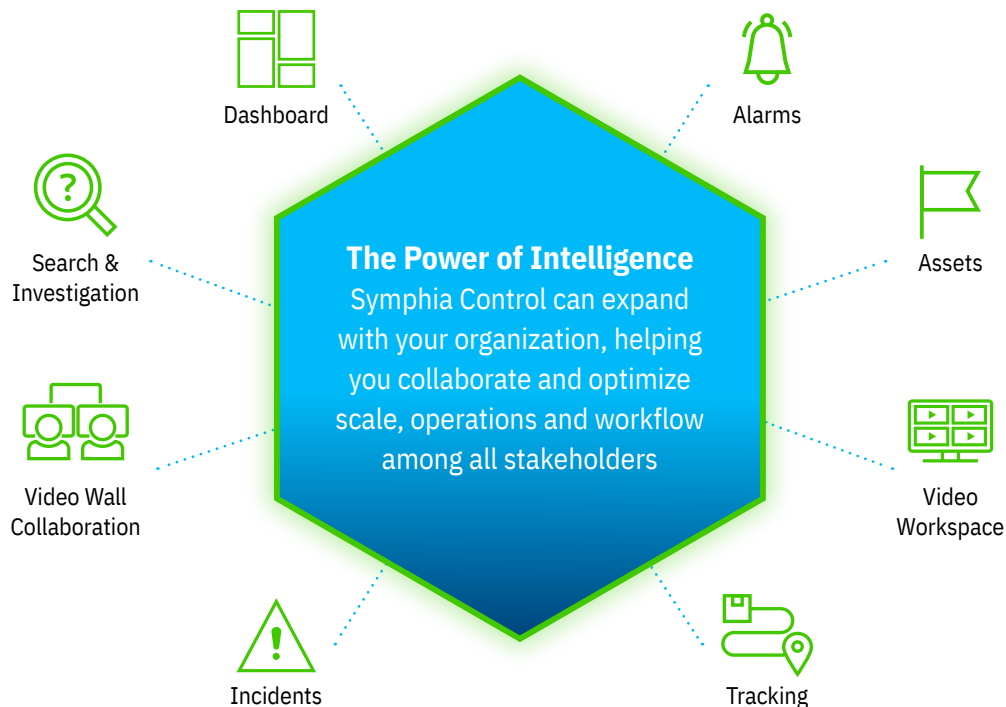 Dashboard
Alarms
Search &
Investigation
Assets
The Power of Intelligence
Symphia Control can expand
with your organization, helping
you collaborate and optimize
scale, operations and workflow
among all stakeholders
Video Wall
Collaboration
Video
Workspace
Incidents
Tracking